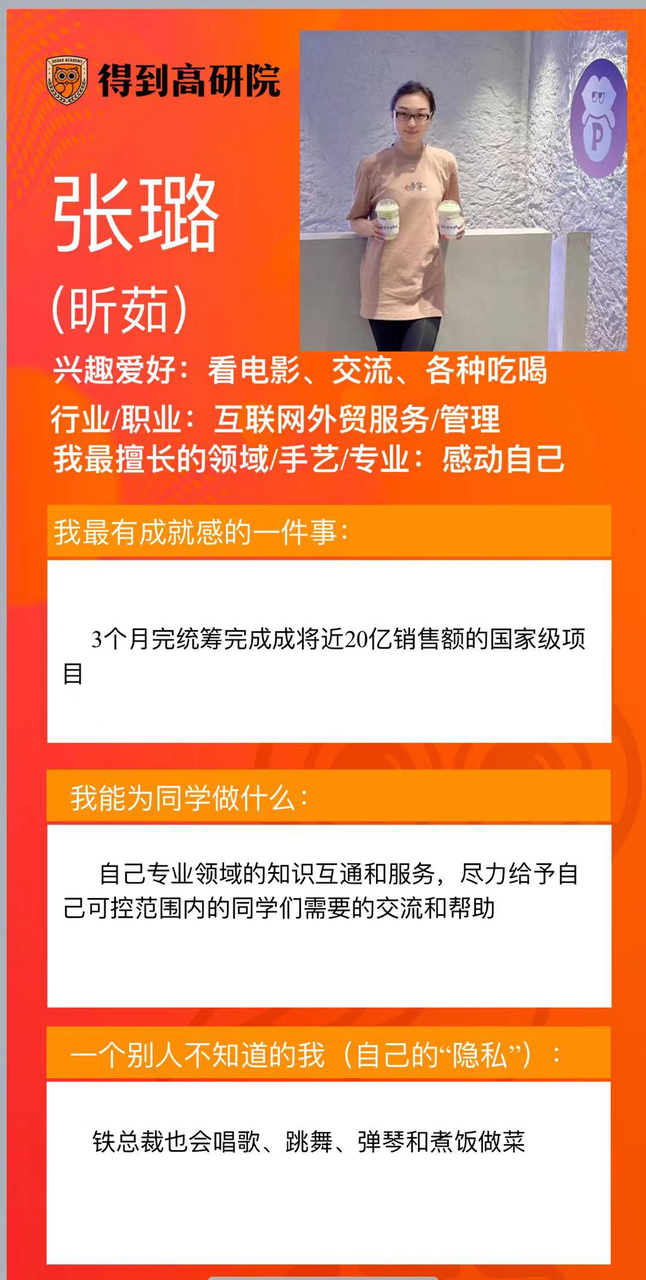 得到高研院
张璐
(昕茹)
兴趣爱好：看电影、交流、各种吃喝
行业/职业：互联网外贸服务/管理
我最擅长的领域/手艺/专业：感动自己
我最有成就感的一件事：
3个月完统筹完成成将近20亿销售额的国家级项
目
我能为同学做什么：
自己专业领域的知识互通和服务，尽力给予自
己可控范围内的同学们需要的交流和帮助
一个别人不知道的我（自己的“隐私”）：
铁总裁也会唱歌、跳舞、弹琴和煮饭做菜
P